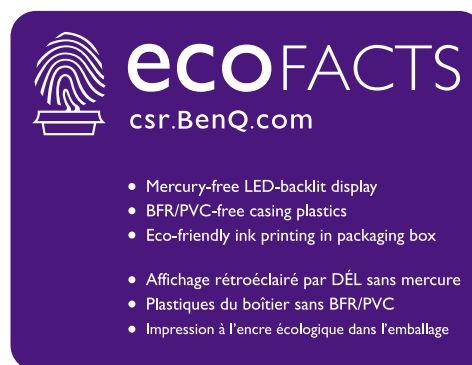 ecoFACTS
csr.BenQ.com
• Mercury-free LED-backlit display
• BFR/PVC-free casing plastics
• Eco-friendly ink printing in packaging box
• Affichage rétroéclairé par DÉL sans mercure
• Plastiques du boîtier sans BFR/PVC
• Impression à l'encre écologique dans l'emballage